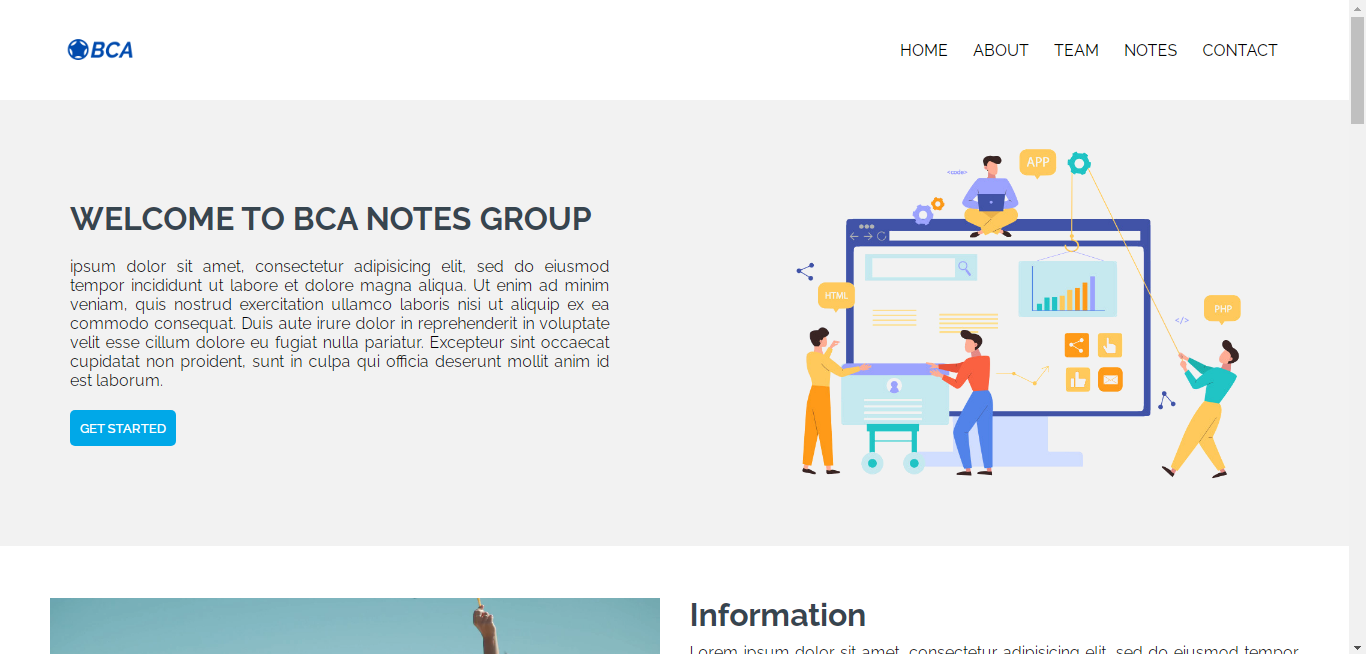 BCA
HOME ABOUT TEAM NOTES CONTACT
WELCOME TO BCA NOTES GROUP
ipsum dolor sit amet, consectetur adipisicing elit, sed do eiusmod
tempor incididunt ut labore et dolore magna aliqua. Ut enim ad minim
veniam, quis nostrud exercitation ullamco laboris nisi ut aliquip ex ea
commodo consequat. Duis aute irure dolor in reprehenderit in voluptate
velit esse cillum dolore eu fugiat nulla pariatur. Excepteur sint occaecat
cupidatat non proident, sunt in culpa qui officia deserunt mollit anim id
est laborum.
GET STARTED
<code>
APP
HTML
PHP
</>
Information
Lorem ipsum dolor sit amet, consectetur adipisicing elit, sed do eiusmod tempor